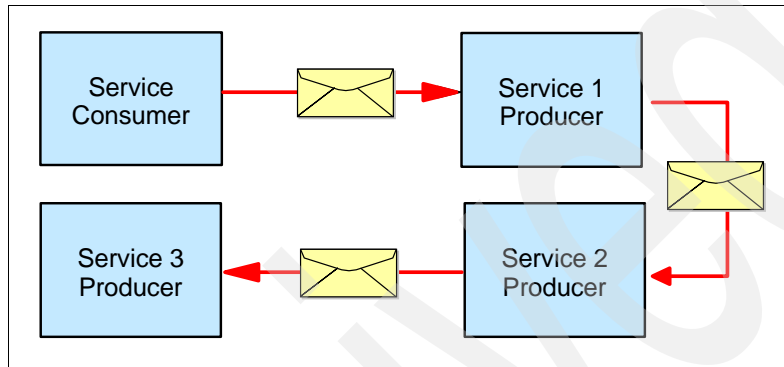 Service
Consumer
Service 1
Producer
Service 3
Producer
Service 2
Producer